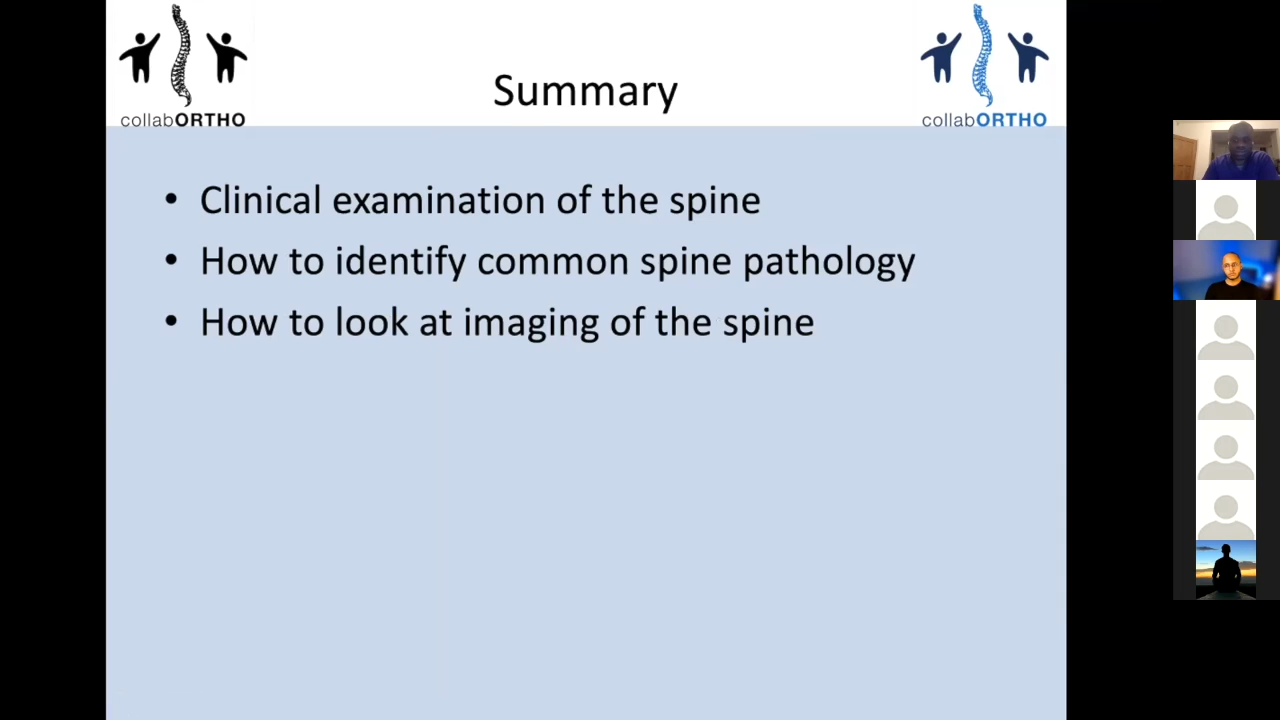 collabORTHO
Summary
collabORTHO
• Clinical examination of the spine
• How to identify common spine pathology
• How to look at imaging of the spine